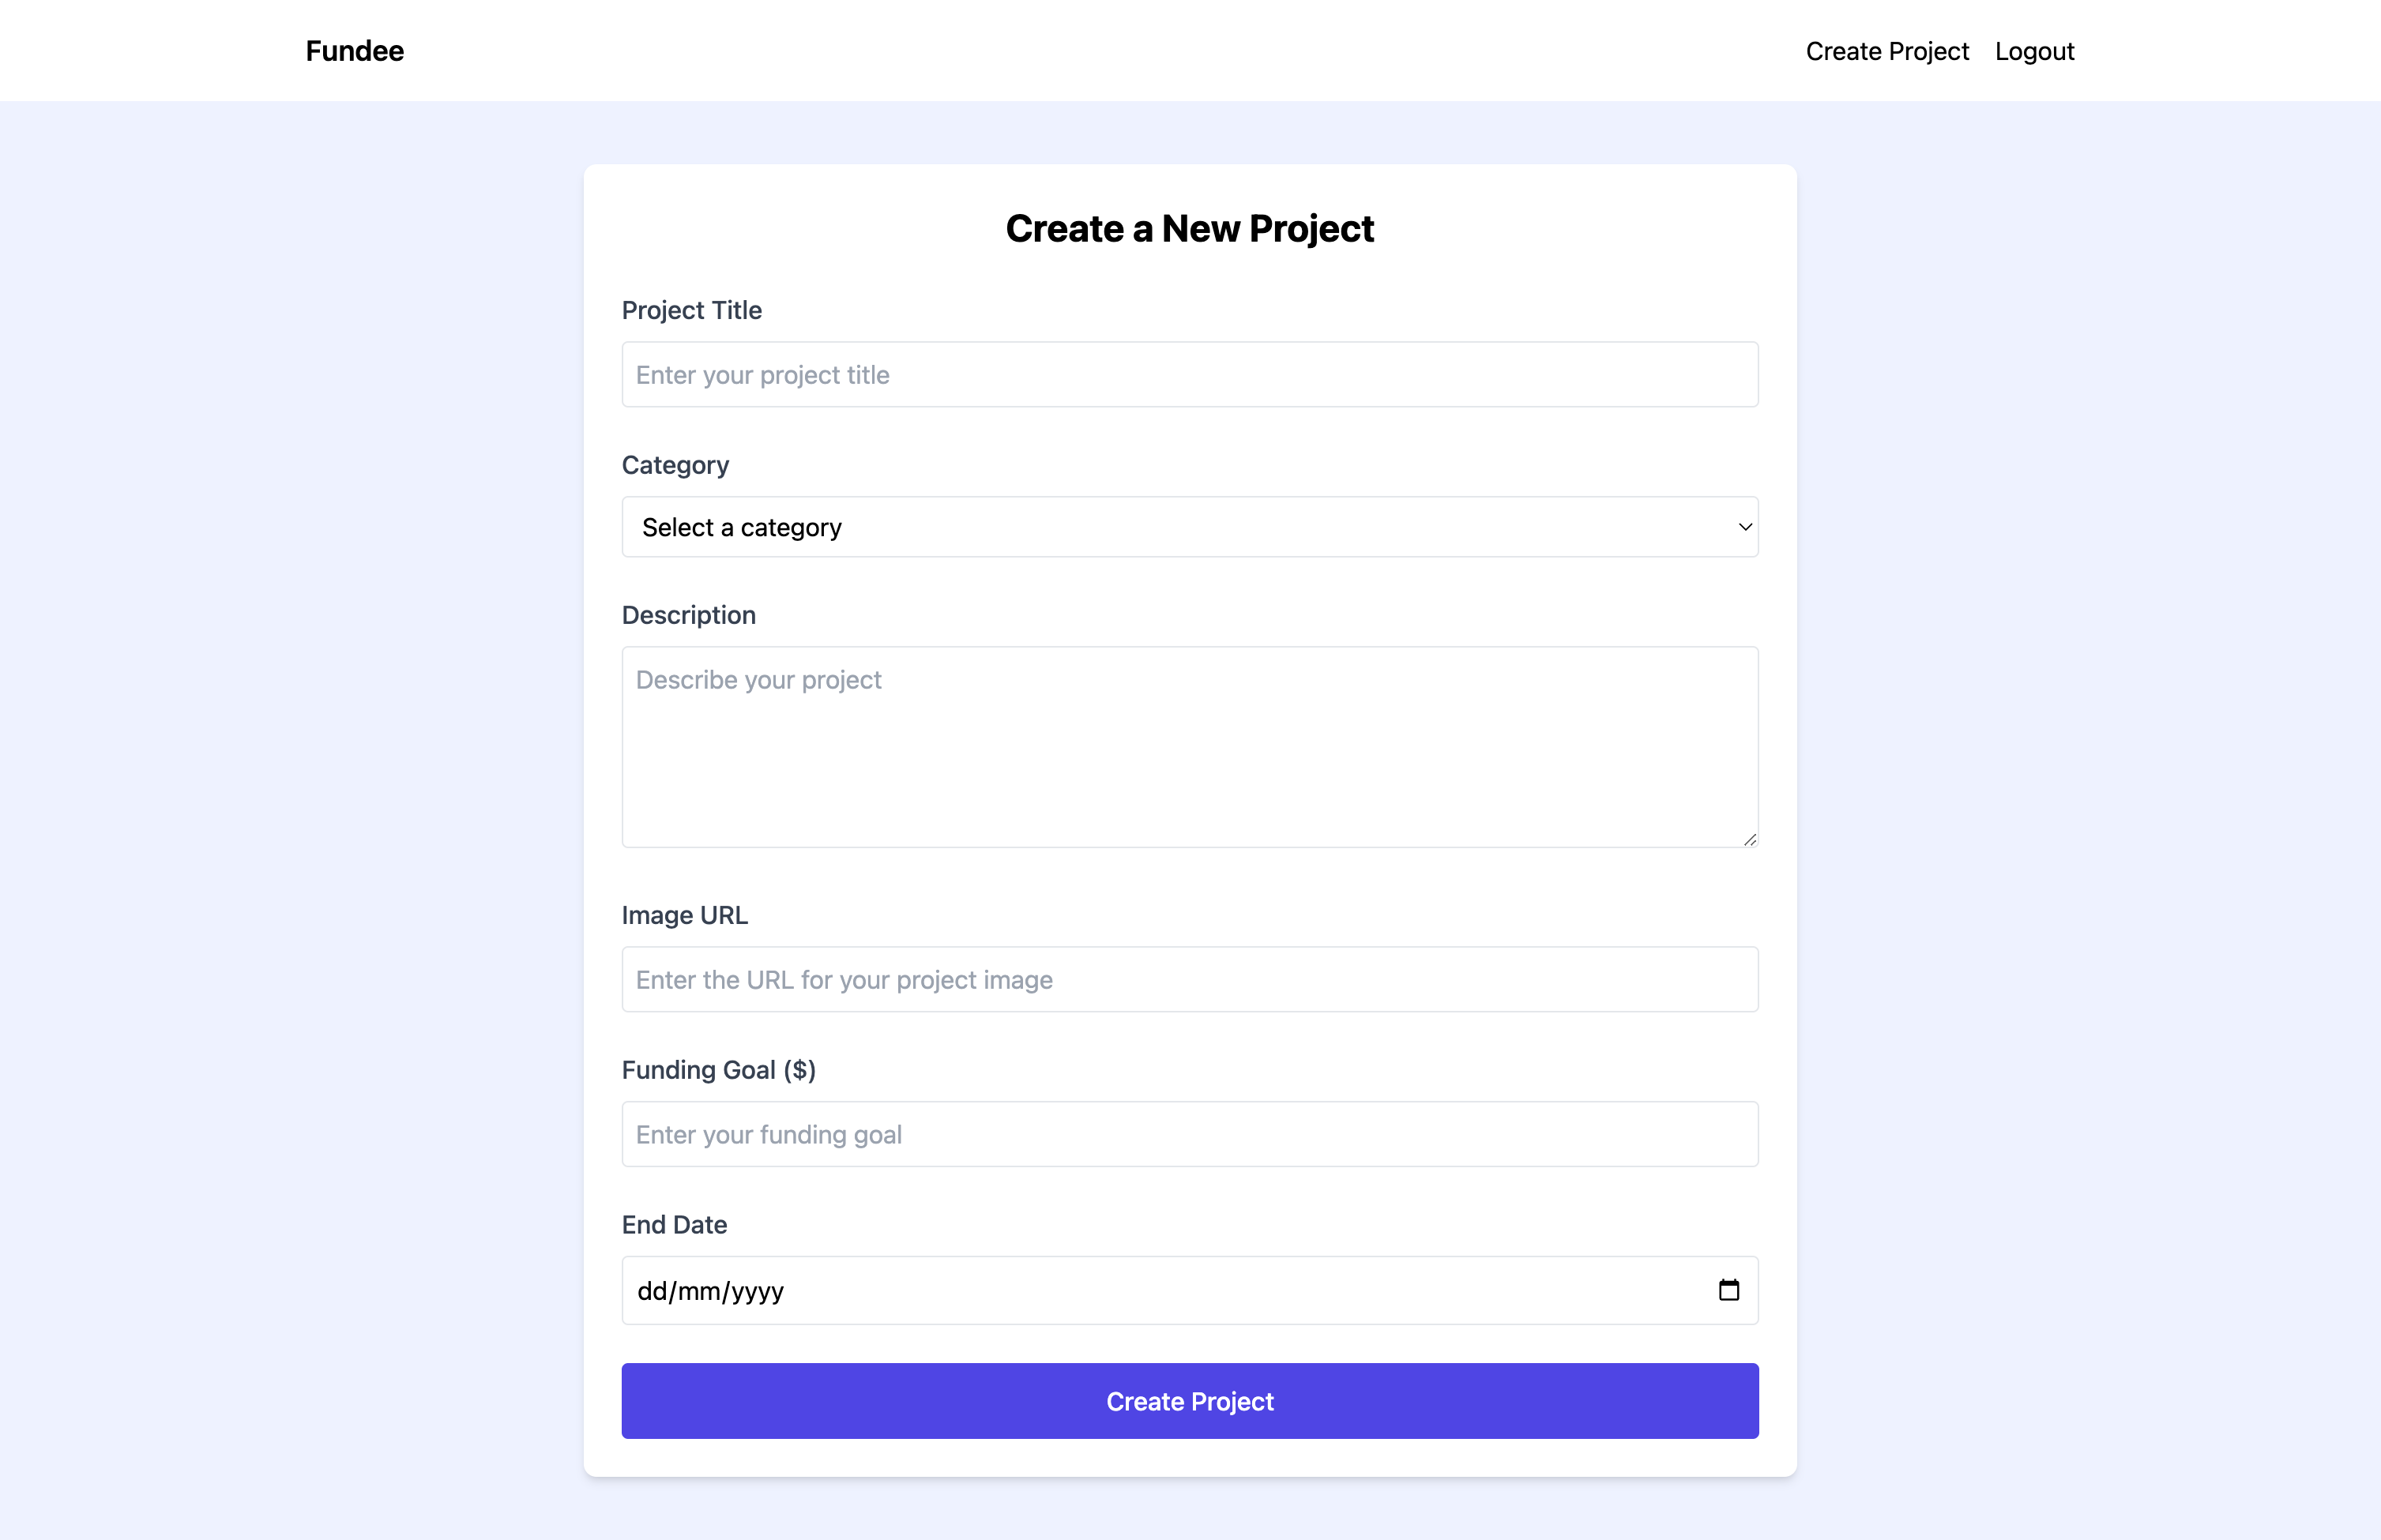 Fundee
Create Project Logout
Create a New Project
Project Title
Enter your project title
Category
Select a category
Description
Describe your project
Image URL
Enter the URL for your project image
Funding Goal ($)
Enter your funding goal
End Date
dd/mm/yyyy
Create Project